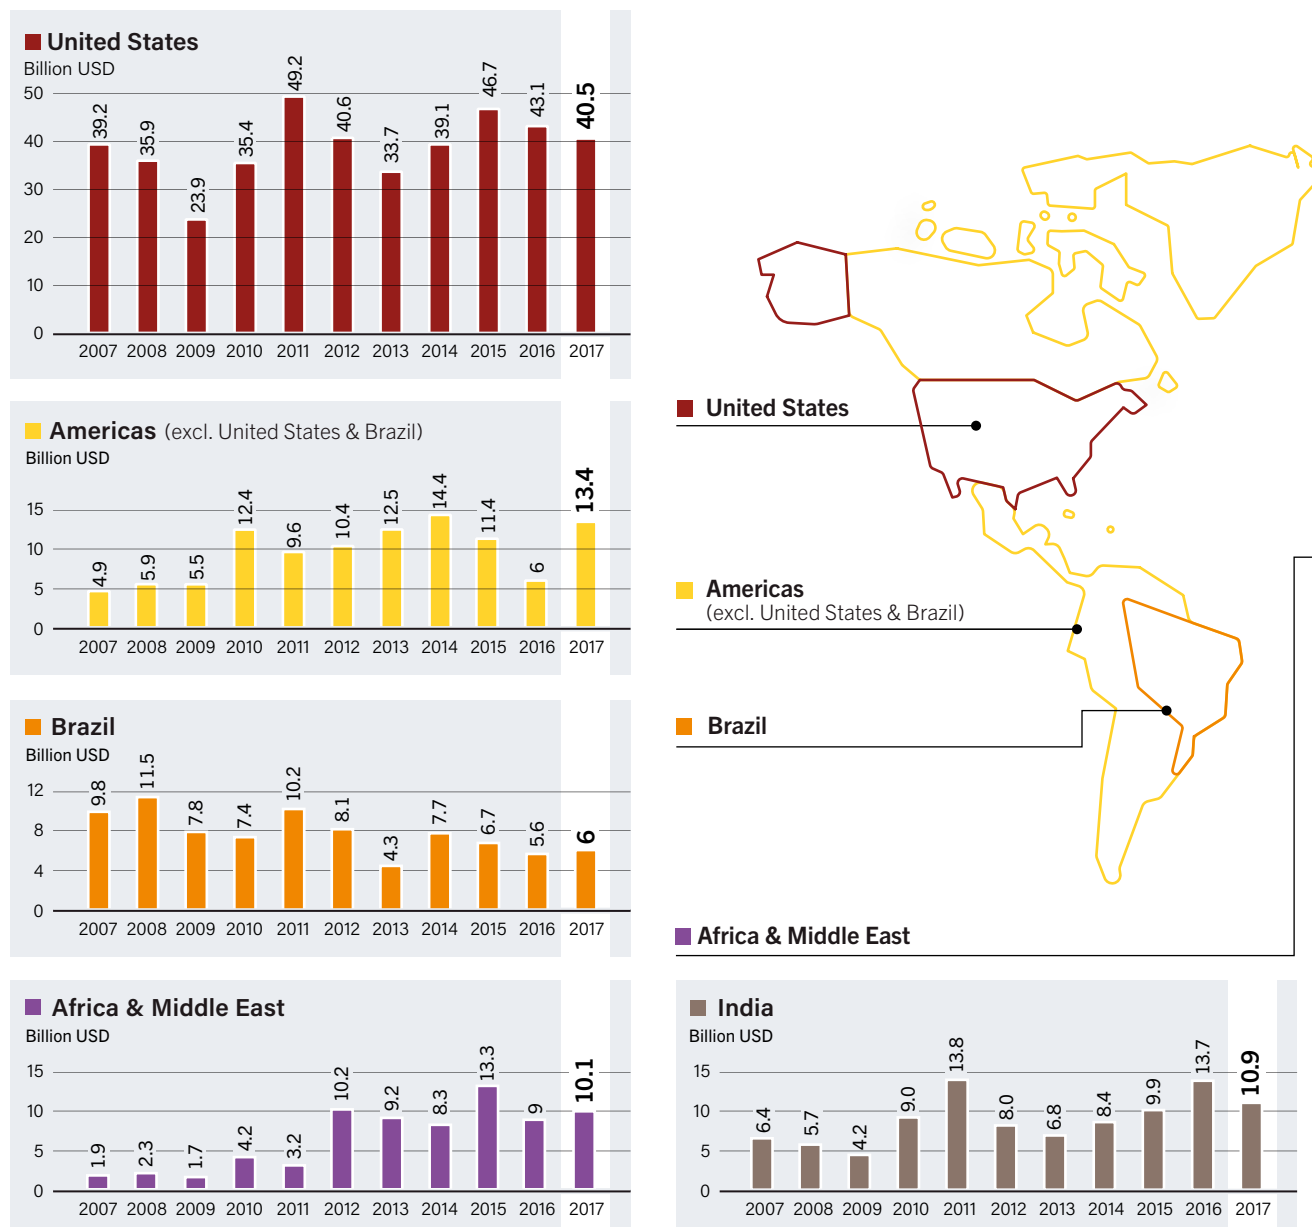 United States
Billion USD
50
40
30
20
10
0
39.2 35.9 23.9 35.4 49.2 40.6 33.7 39.1 46.7 43.1 40.5
2007 2008 2009 2010 2011 2012 2013 2014 2015 2016 2017
Americas (excl. United States & Brazil)
Billion USD
15
10
5
0
4.9 5.9 5.5 12.4 9.6 10.4 12.5 14.4 11.4 6 13.4
2007 2008 2009 2010 2011 2012 2013 2014 2015 2016 2017
Brazil
Billion USD
12
8
4
0
9.8 11.5 7.8 7.4 10.2 8.1 4.3 7.7 6.7 5.6 6
2007 2008 2009 2010 2011 2012 2013 2014 2015 2016 2017
United States
Americas
(excl. United States & Brazil)
Brazil
Africa & Middle East
Africa & Middle East
Billion USD
15
10
5
0
1.9 2.3 1.7 4.2 3.2 10.2 9.2 8.3 13.3 9 10.1
2007 2008 2009 2010 2011 2012 2013 2014 2015 2016 2017
India
Billion USD
15
10
5
0
6.4 5.7 4.2 9.0 13.8 8.0 6.8 8.4 9.9 13.7 10.9
2007 2008 2009 2010 2011 2012 2013 2014 2015 2016 2017